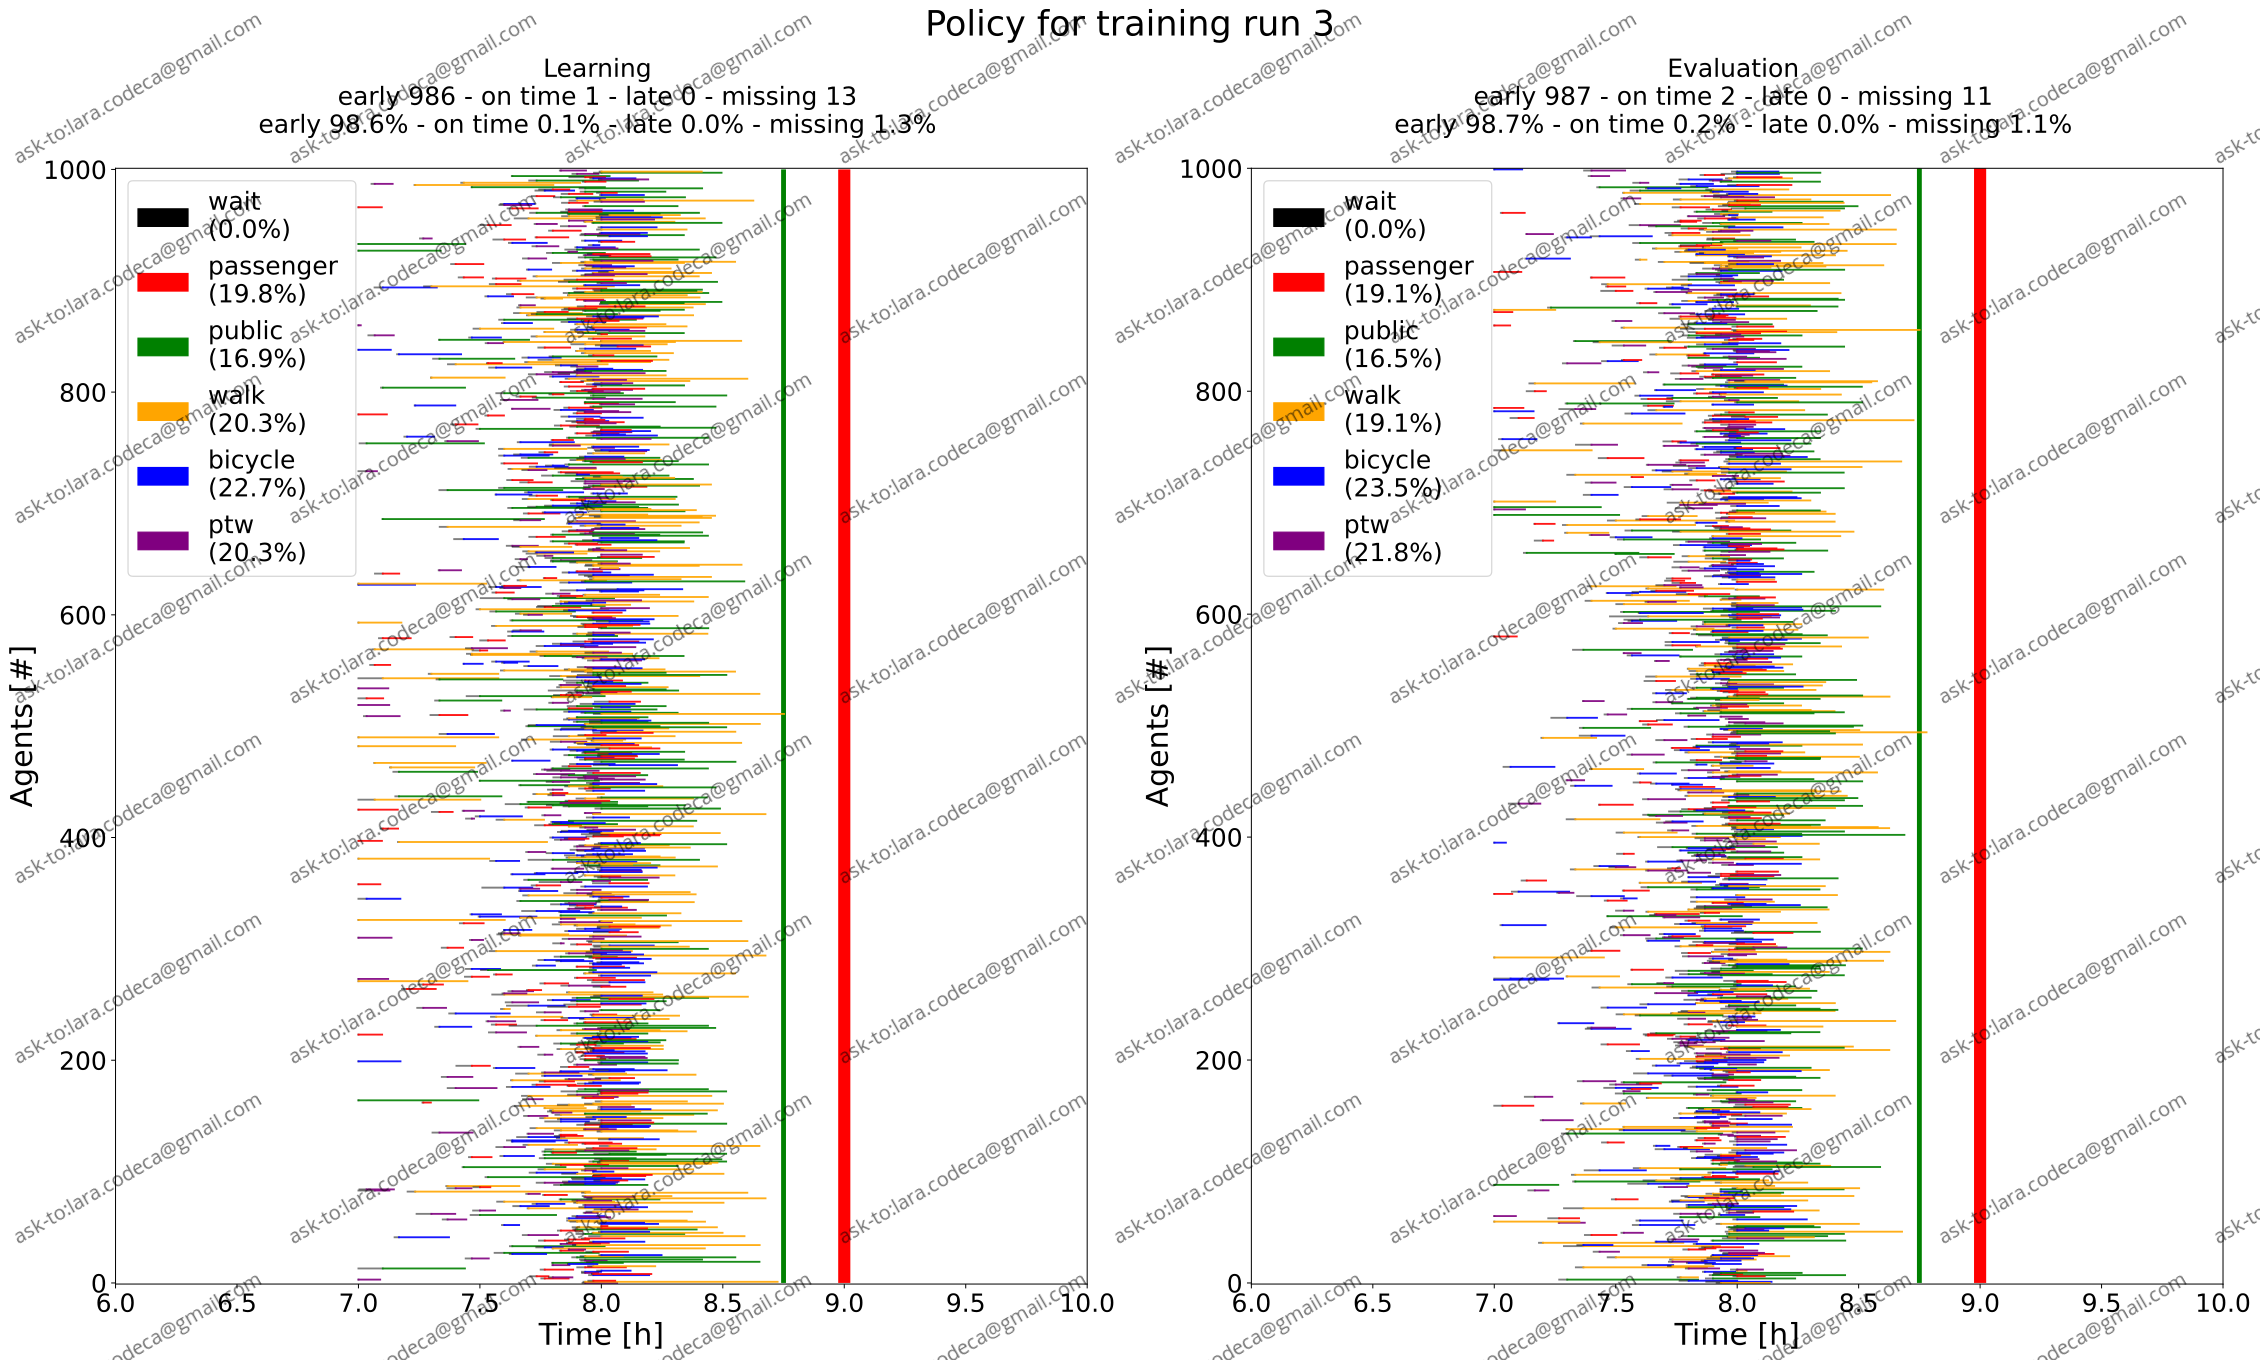 Policy for training run 3
Learning
early 986 - on time 1 - late 0 - missing 13
early 98.6% - on time 0.1% - late 0.0% - missing 1.3%
1000
800
600
400
200
0
Agents [#]
wait
(0.0%)
passenger
(19.8%)
public
(16.9%)
walk
(20.3%)
bicycle
(22.7%)
ptw
(20.3%)
6.0 6.5 7.0 7.5 8.0 8.5 9.0 9.5 10.0
Time [h]
Evaluation
early 987 - on time 2 - late 0 - missing 11
early 98.7% - on time 0.2% - late 0.0% - missing 1.1%
1000
800
600
400
200
0
Agents [#]
wait
(0.0%)
passenger
(19.1%)
public
(16.5%)
walk
(19.1%)
bicycle
(23.5%)
ptw
(21.8%)
6.0 6.5 7.0 7.5 8.0 8.5 9.0 9.5 10.0
Time [h]
ask-to:lara.codeca@gmail.com